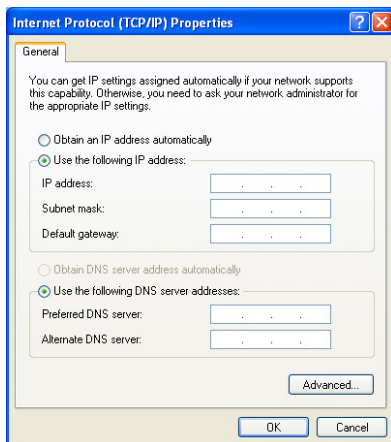 Internet Protocol (TCP/IP) Properties
General
You can get IP settings assigned automatically if your network supports
this capability. Otherwise, you need to ask your network administrator for
the appropriate IP settings.
Obtain an IP address automatically
Use the following IP address:
IP address:
Subnet mask:
Default gateway:
Obtain DNS server address automatically
Use the following DNS server addresses:
Preferred DNS server:
Alternate DNS server:
Advanced...
OK Cancel